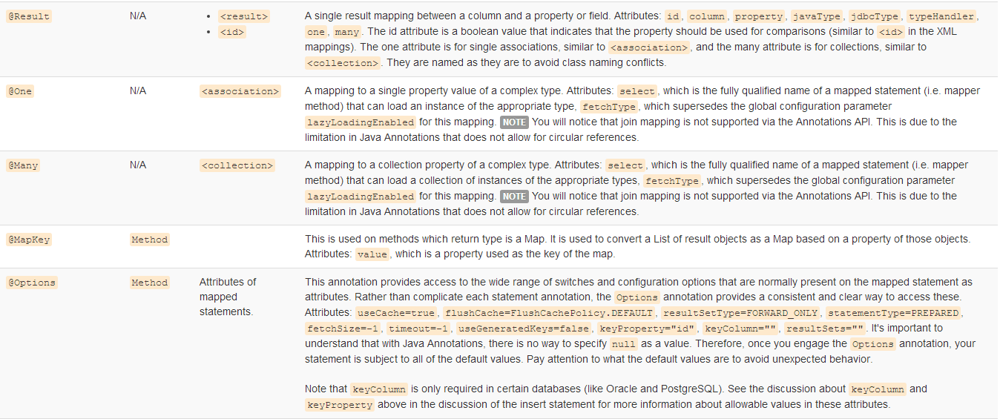 @Result N/A • <result> A single result mapping between a column and a property or field. Attributes: id, column, property, javaType, jdbcType, typeHandler,
• <id> one, many. The id attribute is a boolean value that indicates that the property should be used for comparisons (similar to <id> in the XML
mappings). The one attribute is for single associations, similar to <association>, and the many attribute is for collections, similar to
<collection>. They are named as they are to avoid class naming conflicts.
@One N/A <association> A mapping to a single property value of a complex type. Attributes: select, which is the fully qualified name of a mapped statement (i.e. mapper
method) that can load an instance of the appropriate type, fetchType, which supersedes the global configuration parameter
lazyLoadingEnabled for this mapping. NOTE You will notice that join mapping is not supported via the Annotations API. This is due to the
limitation in Java Annotations that does not allow for circular references.
@Many N/A <collection> A mapping to a collection property of a complex type. Attributes: select, which is the fully qualified name of a mapped statement (i.e. mapper
method) that can load a collection of instances of the appropriate types, fetchType, which supersedes the global configuration parameter
lazyLoadingEnabled for this mapping. NOTE You will notice that join mapping is not supported via the Annotations API. This is due to the
limitation in Java Annotations that does not allow for circular references.
@MapKey Method This is used on methods which return type is a Map. It is used to convert a List of result objects as a Map based on a property of those objects.
Attributes: value, which is a property used as the key of the map.
@Options Method Attributes of This annotation provides access to the wide range of switches and configuration options that are normally present on the mapped statement as
mapped attributes. Rather than complicate each statement annotation, the Options annotation provides a consistent and clear way to access these.
statements. Attributes: useCache=true, flushCache=FlushCachePolicy.DEFAULT, resultSetType=FORWARD_ONLY, statementType=PREPARED,
fetchSize=-1, timeout=-1, useGeneratedKeys=false, keyProperty="id", keyColumn="", resultSets="". It's important to
understand that with Java Annotations, there is no way to specify null as a value. Therefore, once you engage the Options annotation, your
statement is subject to all of the default values. Pay attention to what the default values are to avoid unexpected behavior.
Note that keyColumn is only required in certain databases (like Oracle and PostgreSQL). See the discussion about keyColumn and
keyProperty above in the discussion of the insert statement for more information about allowable values in these attributes.